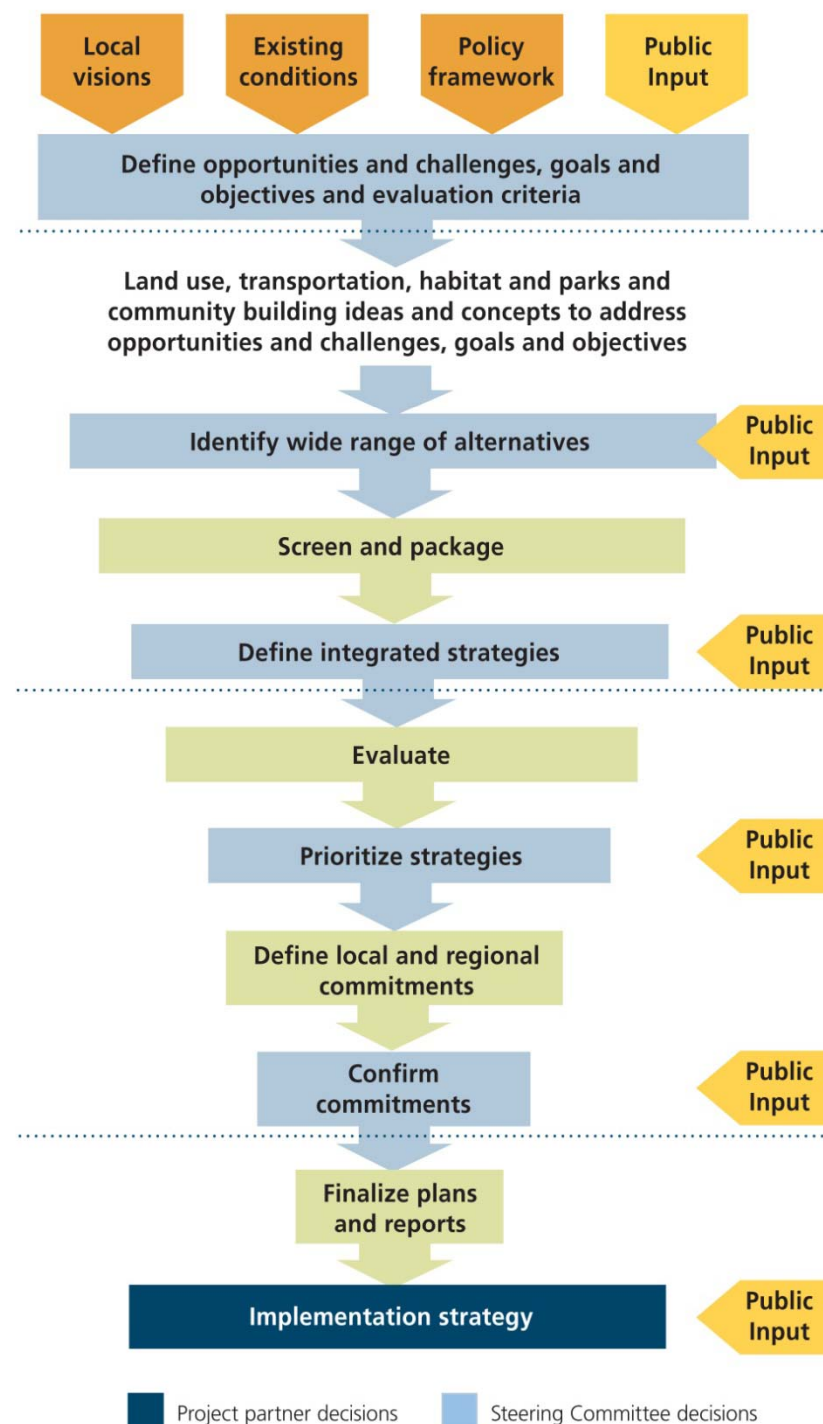 Local
visions
Existing
conditions
Policy
framework
Public
Input
Define opportunities and challenges, goals and
objectives and evaluation criteria
Land use, transportation, habitat and parks and
community building ideas and concepts to address
opportunities and challenges, goals and objectives
Identify wide range of alternatives
Public
Input
Screen and package
Define integrated strategies
Public
Input
Evaluate
Prioritize strategies
Public
Input
Define local and regional
commitments
Confirm
commitments
Public
Input
Finalize plans
and reports
Implementation strategy
Public
Input
Project partner decisions
Steering Committee decisions